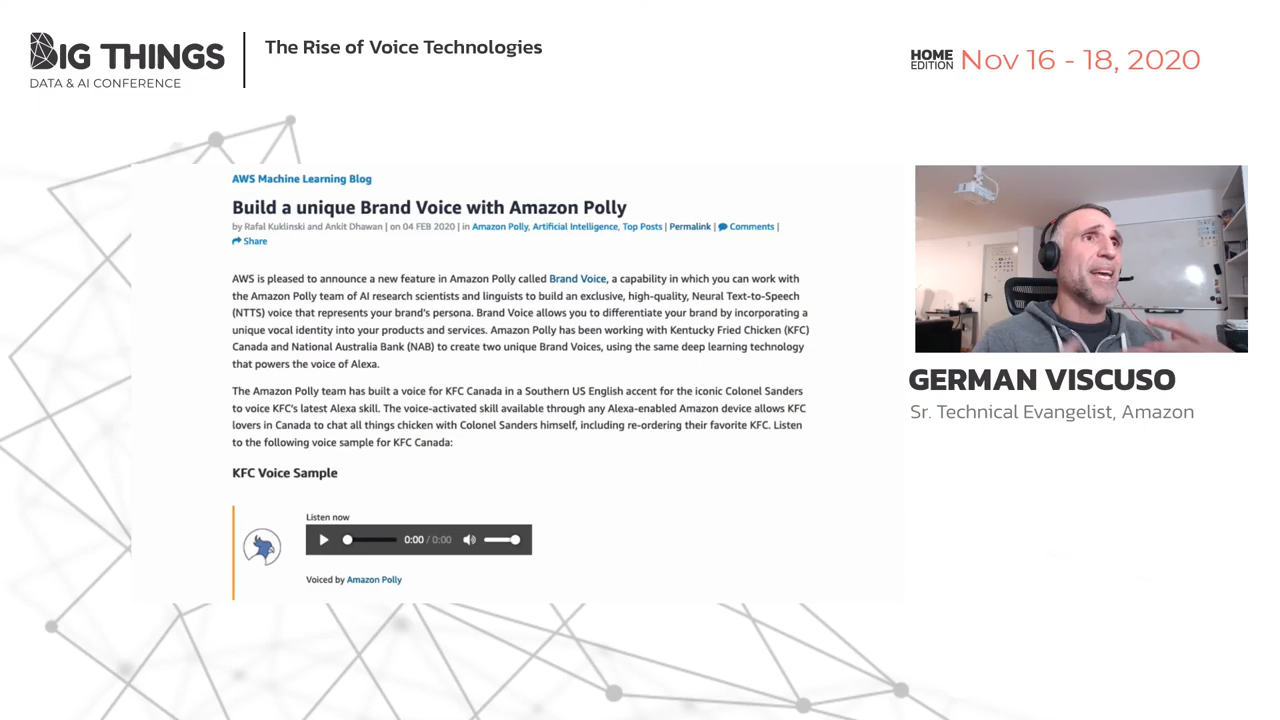 BIG THINGS
DATA & AI CONFERENCE
The Rise of Voice Technologies
HOME
EDITION
Nov 16 - 18, 2020
AWS Machine Learning Blog
Build a unique Brand Voice with Amazon Polly
by Rafal Kuklinski and Ankit Dhawan | on 04 FEB 2020 | in Amazon Polly, Artificial Intelligence, Top Posts | Permalink | Comments |
Share
AWS is pleased to announce a new feature in Amazon Polly called Brand Voice, a capability in which you can work with
the Amazon Polly team of AI research scientists and linguists to build an exclusive, high-quality, Neural Text-to-Speech
(NTTS) voice that represents your brand's persona. Brand Voice allows you to differentiate your brand by incorporating a
unique vocal identity into your products and services. Amazon Polly has been working with Kentucky Fried Chicken (KFC)
Canada and National Australia Bank (NAB) to create two unique Brand Voices, using the same deep learning technology
that powers the voice of Alexa.
The Amazon Polly team has built a voice for KFC Canada in a Southern US English accent for the iconic Colonel Sanders
to voice KFC's latest Alexa skill. The voice-activated skill available through any Alexa-enabled Amazon device allows KFC
lovers in Canada to chat all things chicken with Colonel Sanders himself, including re-ordering their favorite KFC. Listen
to the following voice sample for KFC Canada:
KFC Voice Sample
Listen now
0:00 / 0:00
Voiced by Amazon Polly
GERMAN VISCUSO
Sr. Technical Evangelist, Amazon